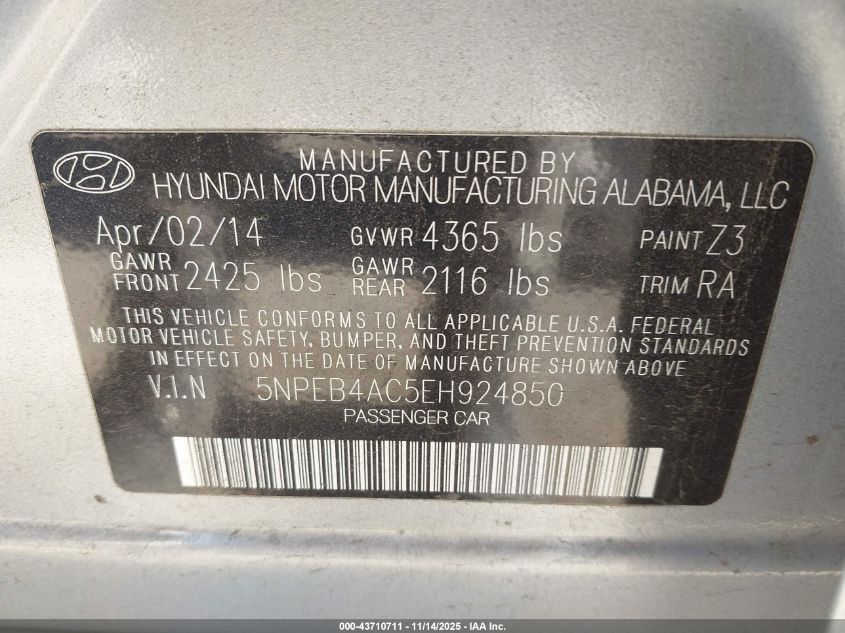 MANUFACTURED BY
HYUNDAI MOTOR MANUFACTURING ALABAMA, LLC
Apr/02/14 GVWR 4365 lbs PAINT Z3
GAWR FRONT 2425 lbs GAWR REAR 2116 lbs TRIM RA
THIS VEHICLE CONFORMS TO ALL APPLICABLE U.S.A. FEDERAL
MOTOR VEHICLE SAFETY, BUMPER, AND THEFT PREVENTION STANDARDS
IN EFFECT ON THE DATE OF MANUFACTURE SHOWN ABOVE
V.I.N 5NPEB4AC5EH924850
PASSENGER CAR
000-43710711 - 11/14/2025 - IAA Inc.